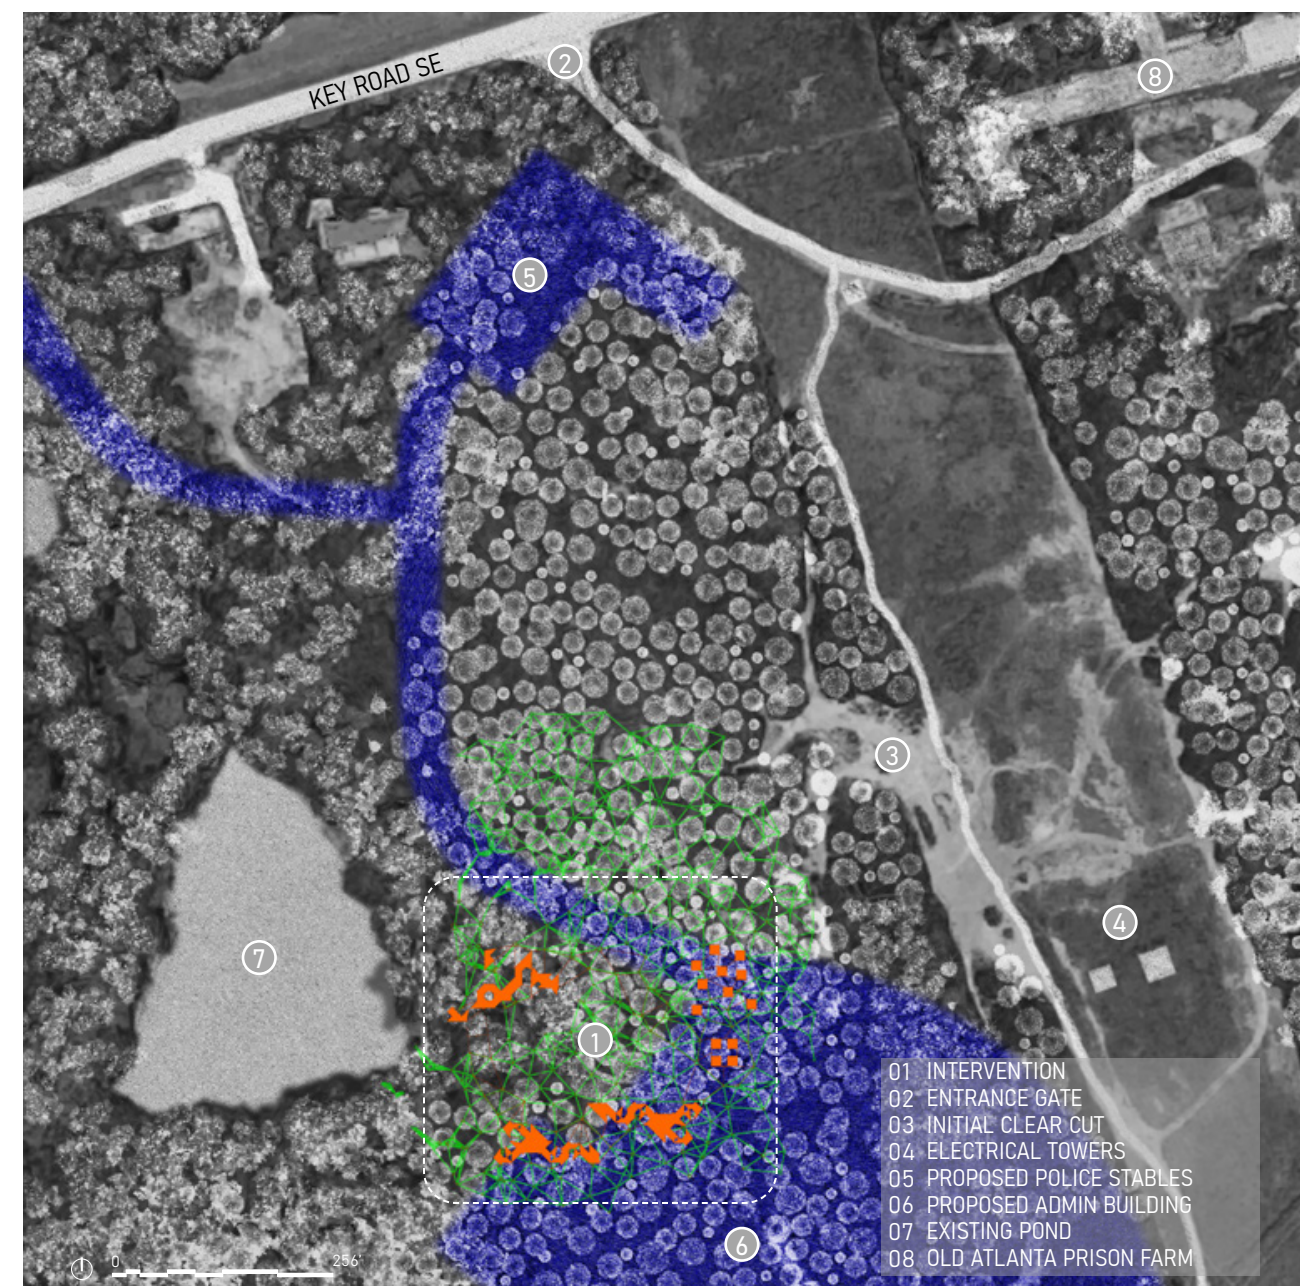 KEY ROAD SE
2
8
5
3
4
7
1
6
01 INTERVENTION
02 ENTRANCE GATE
03 INITIAL CLEAR CUT
04 ELECTRICAL TOWERS
05 PROPOSED POLICE STABLES
06 PROPOSED ADMIN BUILDING
07 EXISTING POND
08 OLD ATLANTA PRISON FARM
0 256'